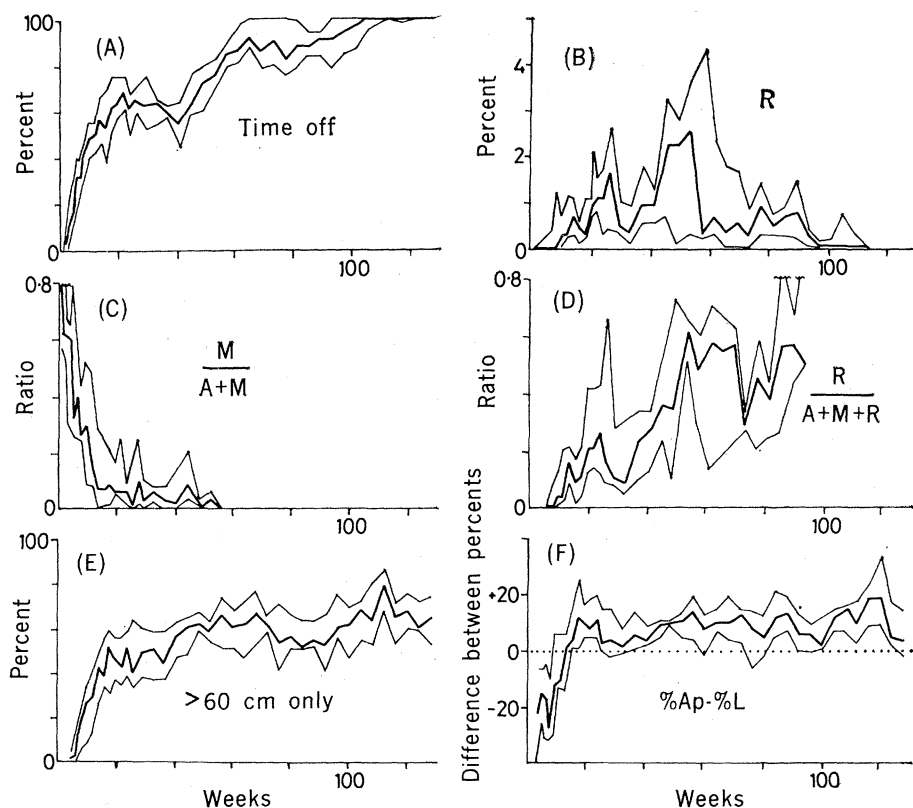 100
(A)
Percent
Time off
0
100
4
(B)
R
Percent
2
0
100
0.8
(C)
M
A+M
Ratio
0
100
0.8
(D)
Ratio
R
A+M+R
0
100
100
(E)
Percent
>60 cm only
0
100
Weeks
Difference between percents
(F)
+20
0
-20
%Ap-%L
100
Weeks